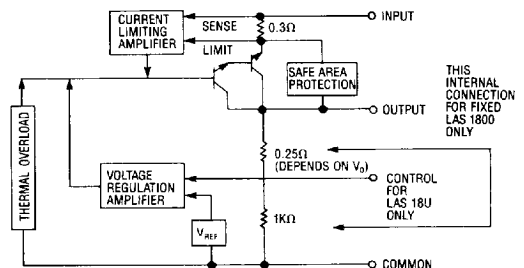 CURRENT
LIMITING
AMPLIFIER
SENSE
LIMIT
0.3Ω
INPUT
SAFE AREA
PROTECTION
THIS
INTERNAL
CONNECTION
FOR FIXED
LAS 1800
ONLY
OUTPUT
THERMAL OVERLOAD
0.25Ω
(DEPENDS ON V₀)
VOLTAGE
REGULATION
AMPLIFIER
CONTROL
FOR
LAS 18U
ONLY
1KΩ
VREF
COMMON